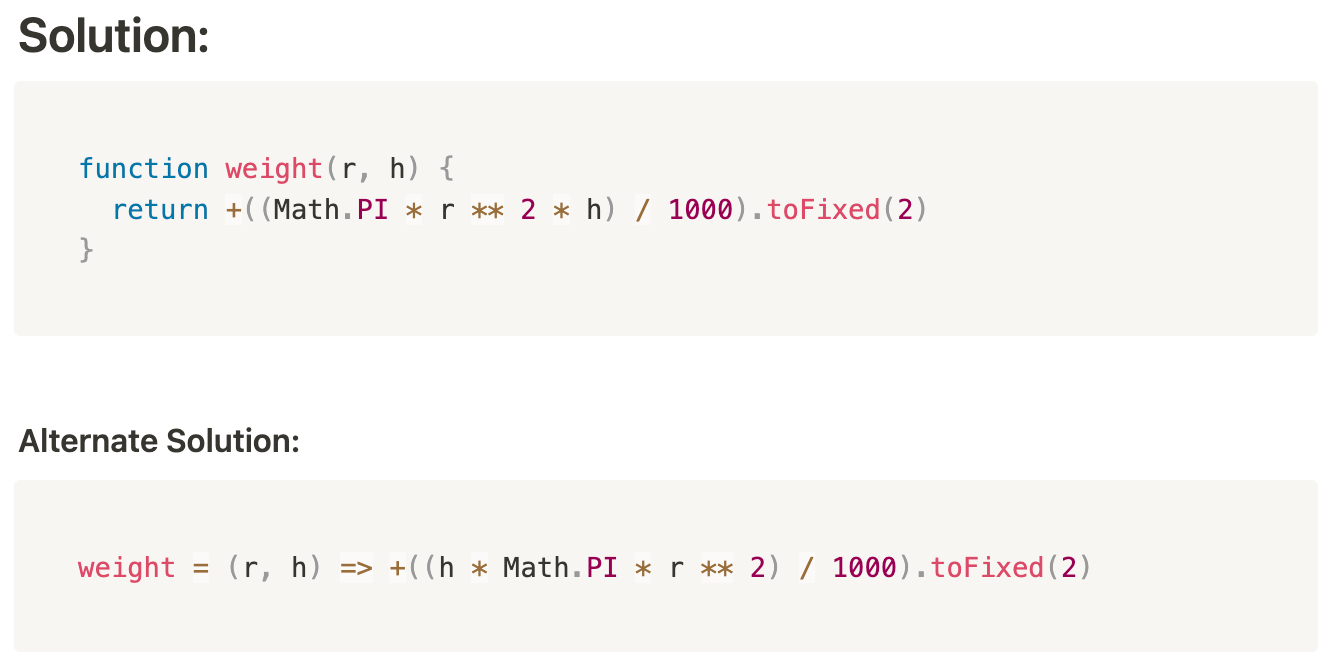 Solution:
function weight(r, h) {
  return +((Math.PI * r ** 2 * h) / 1000).toFixed(2)
}
Alternate Solution:
weight = (r, h) => +((h * Math.PI * r ** 2) / 1000).toFixed(2)